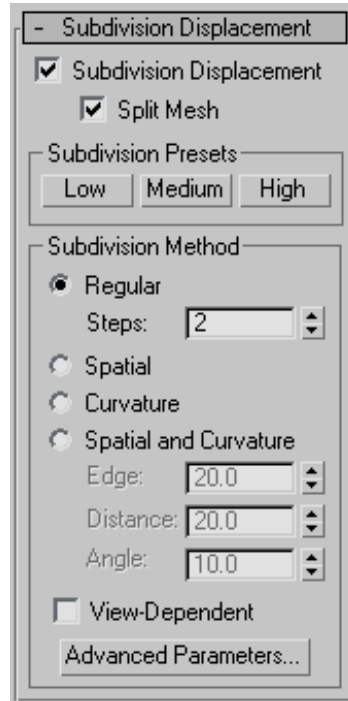 - Subdivision Displacement
Subdivision Displacement
Split Mesh
Subdivision Presets
Low Medium High
Subdivision Method
Regular
Steps: 2
Spatial
Curvature
Spatial and Curvature
Edge: 20.0
Distance: 20.0
Angle: 10.0
View-Dependent
Advanced Parameters...